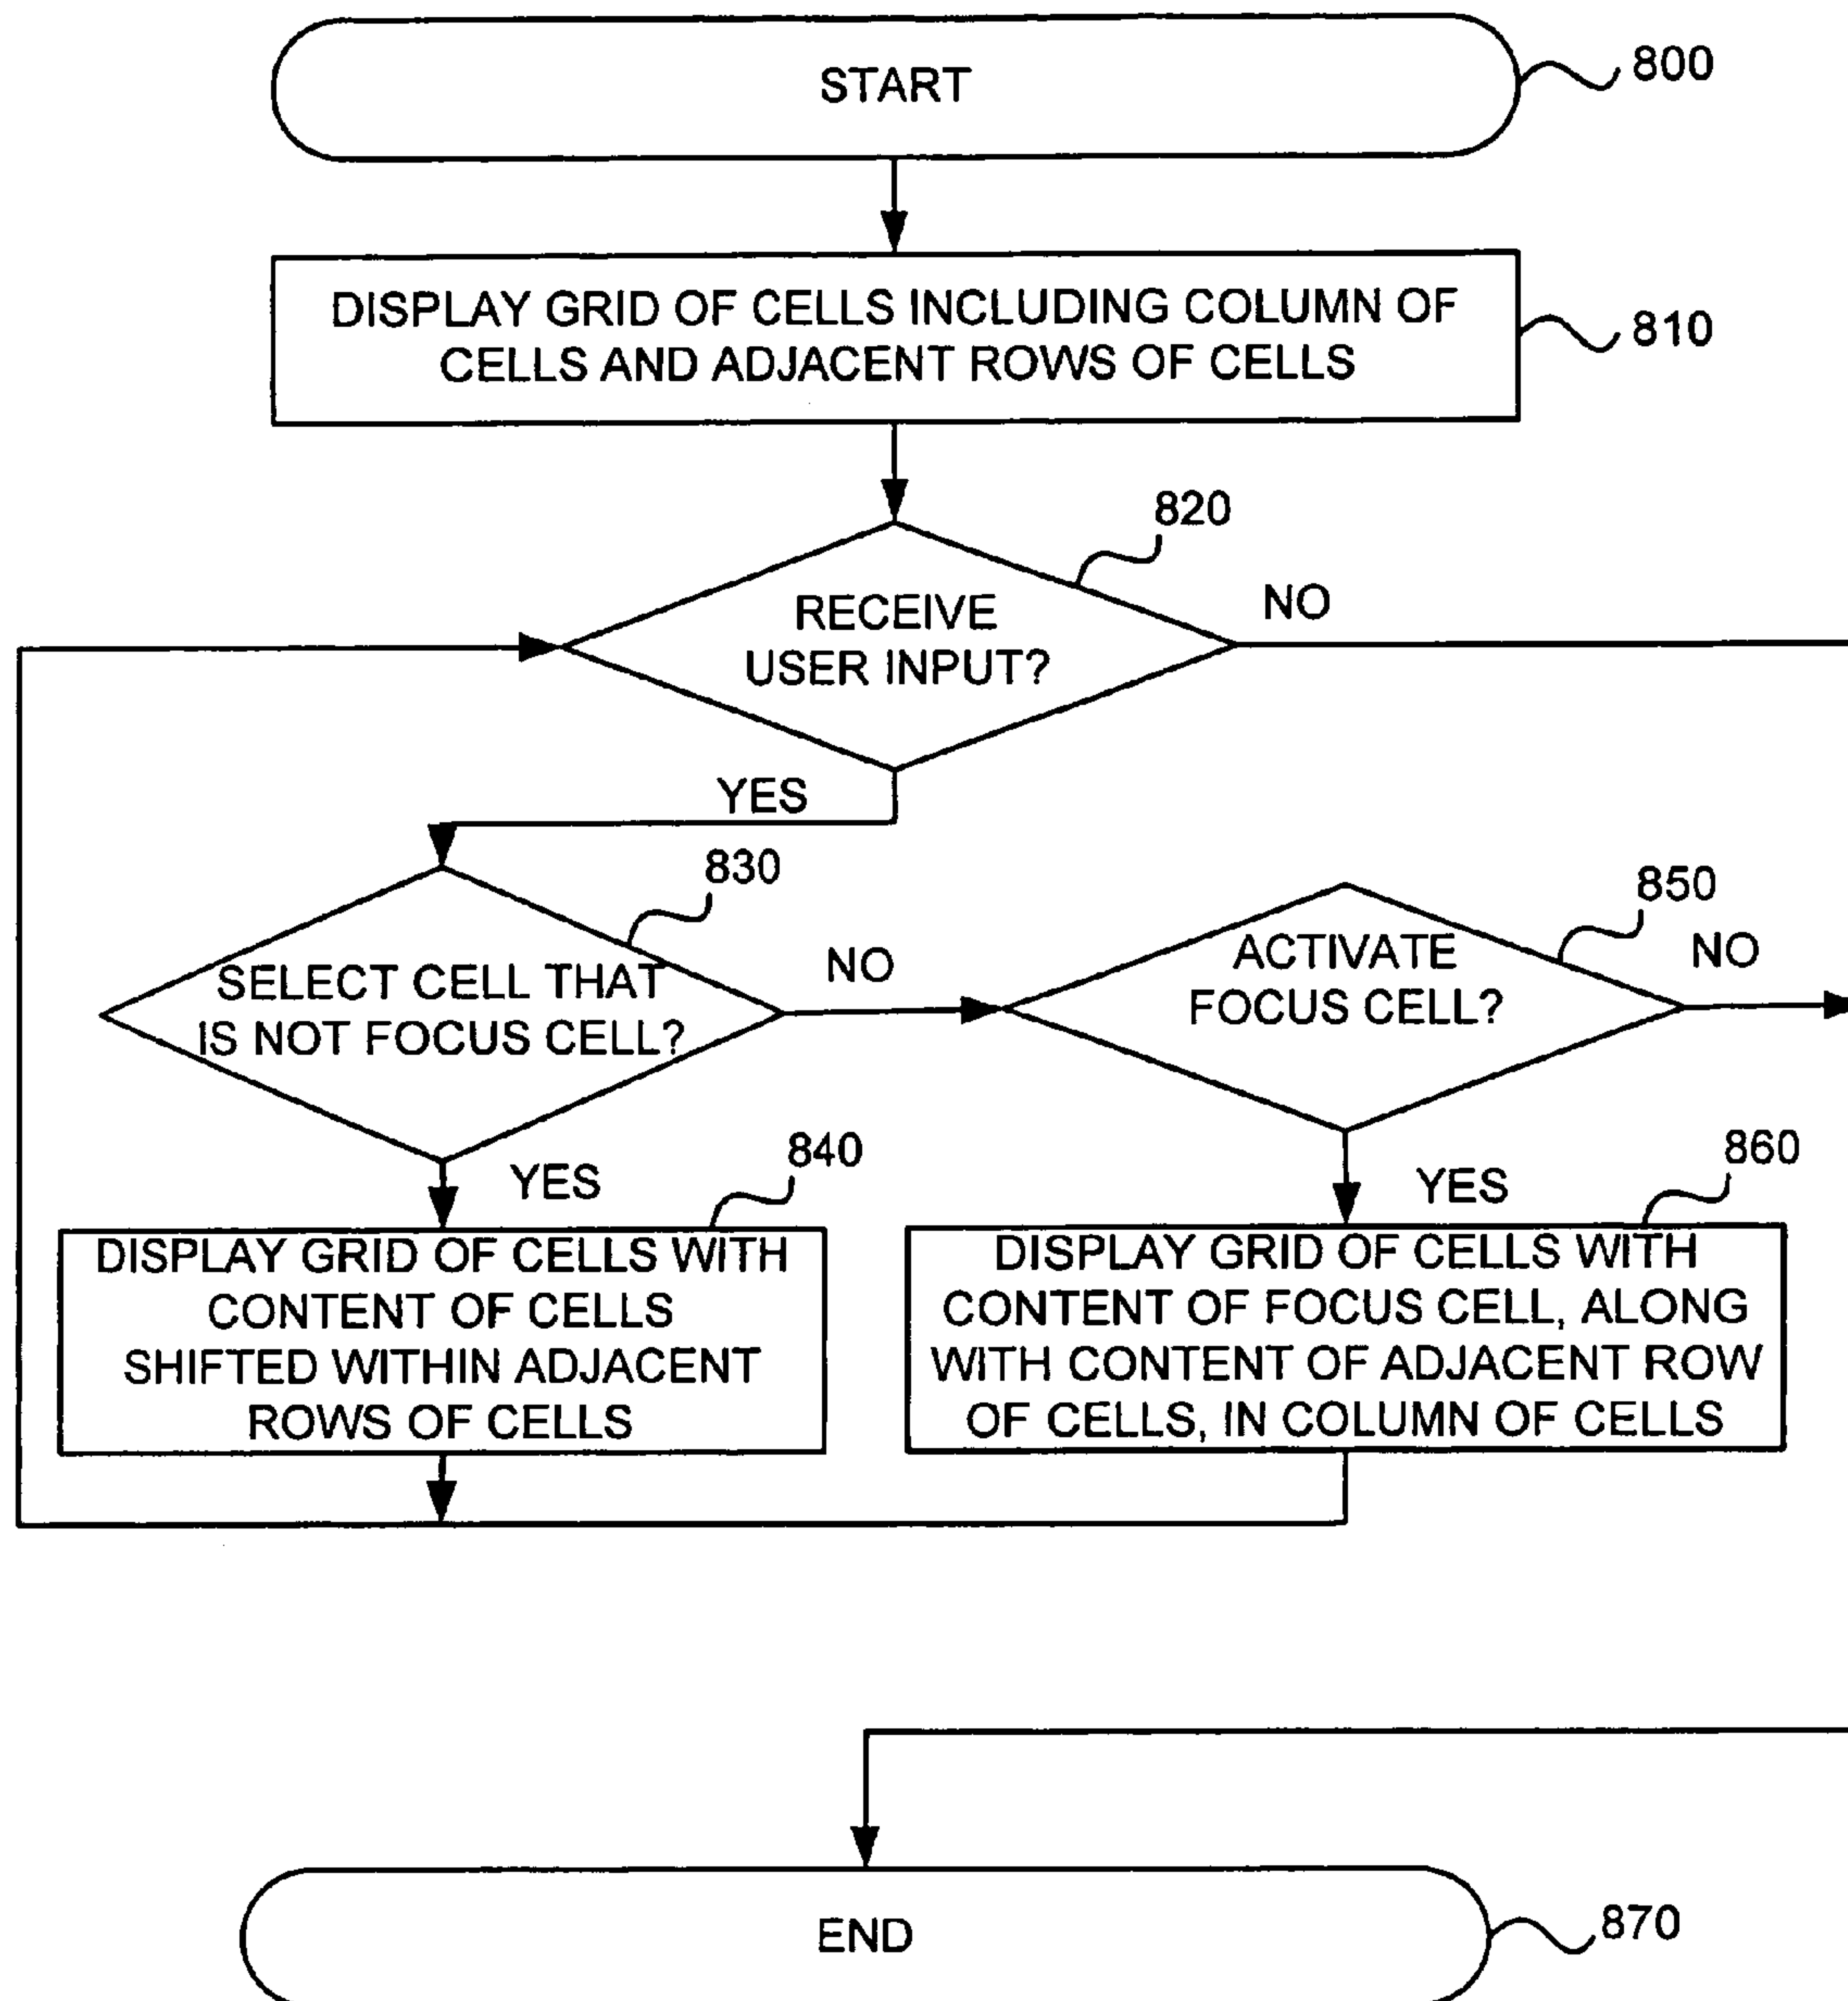 START
800
DISPLAY GRID OF CELLS INCLUDING COLUMN OF
CELLS AND ADJACENT ROWS OF CELLS
810
820
RECEIVE
USER INPUT?
NO
YES
830
SELECT CELL THAT
IS NOT FOCUS CELL?
NO
850
ACTIVATE
FOCUS CELL?
NO
YES
840
DISPLAY GRID OF CELLS WITH
CONTENT OF CELLS
SHIFTED WITHIN ADJACENT
ROWS OF CELLS
YES
860
DISPLAY GRID OF CELLS WITH
CONTENT OF FOCUS CELL, ALONG
WITH CONTENT OF ADJACENT ROW
OF CELLS, IN COLUMN OF CELLS
END
870